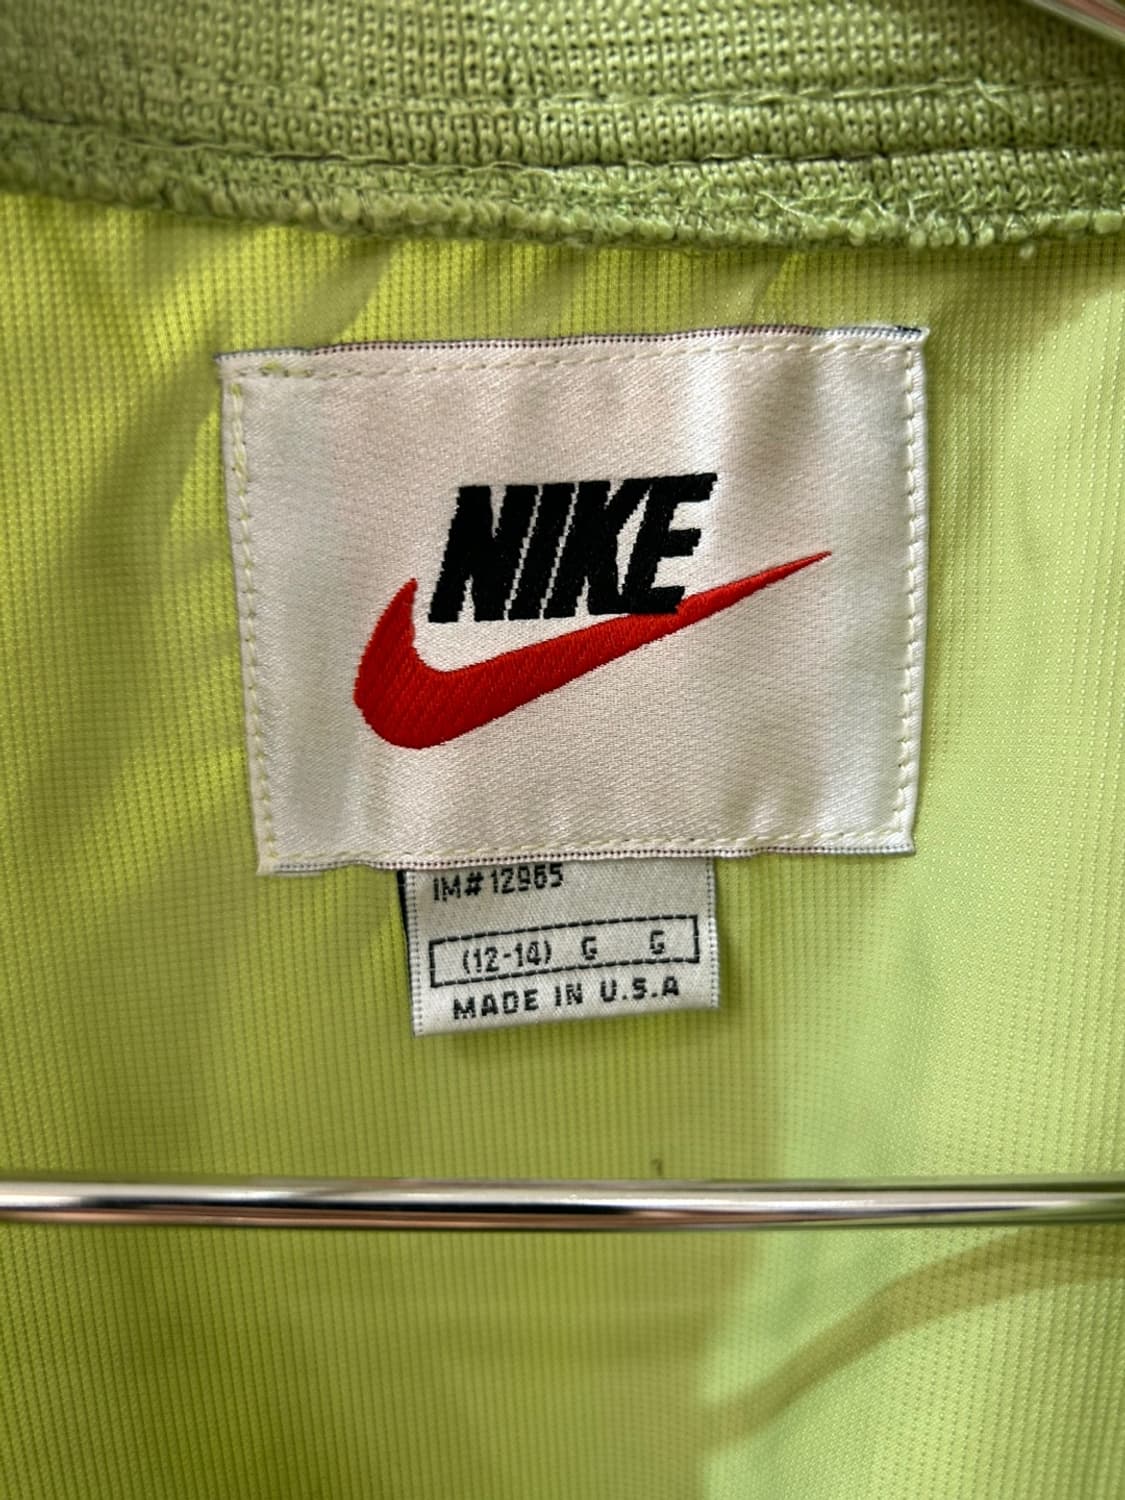 NIKE
IM# 12965
(12-14) G G
MADE IN U.S.A